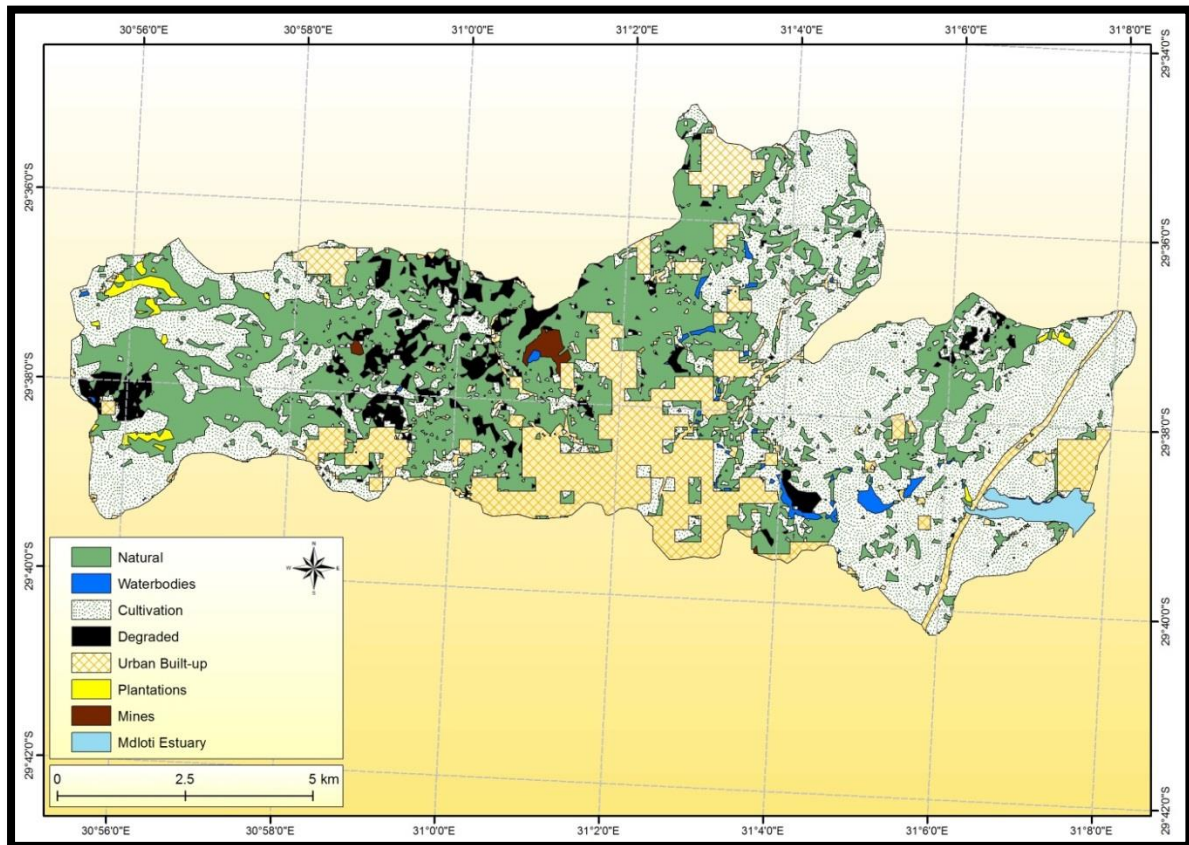 30°56'0"E 30°58'0"E 31°0'0"E 31°2'0"E 31°4'0"E 31°6'0"E 31°8'0"E
29°34'0"S
29°36'0"S
29°36'0"S
29°38'0"S
29°38'0"S
29°40'0"S
29°40'0"S
29°42'0"S
29°42'0"S
N
W E
S
Natural
Waterbodies
Cultivation
Degraded
Urban Built-up
Plantations
Mines
Mdloti Estuary
0 2.5 5 km
30°56'0"E 30°58'0"E 31°0'0"E 31°2'0"E 31°4'0"E 31°6'0"E 31°8'0"E